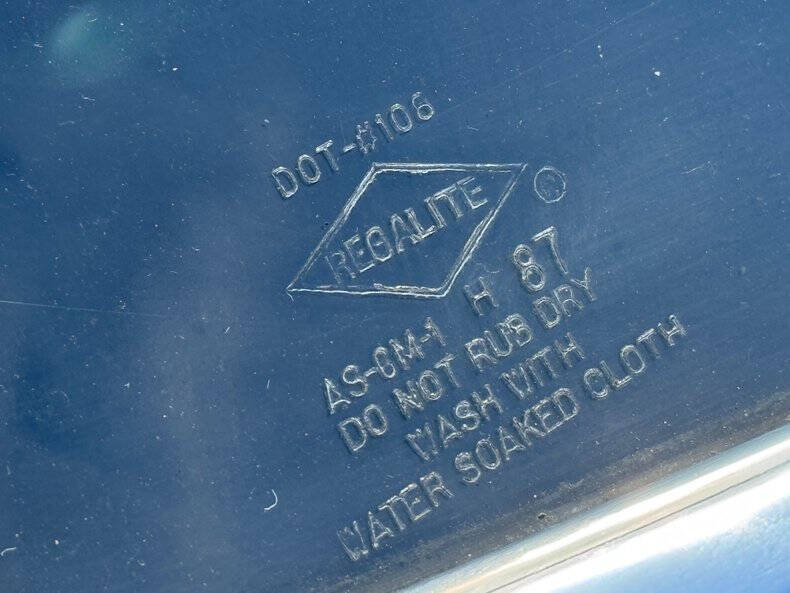 DOT-#106
REGALITE ®
AS-6M-1 H 87
DO NOT RUB DRY
WASH WITH
WATER SOAKED CLOTH